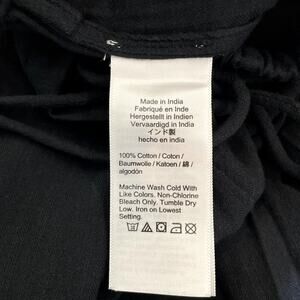 Made in India
Fabriqué en Inde
Hergestellt in Indien
Vervaardigd in India
インド製
hecho en india
100% Cotton / Coton /
Baumwolle / Katoen / 綿 /
algodón
Machine Wash Cold With
Like Colors. Non-Chlorine
Bleach Only. Tumble Dry
Low. Iron on Lowest
Setting.